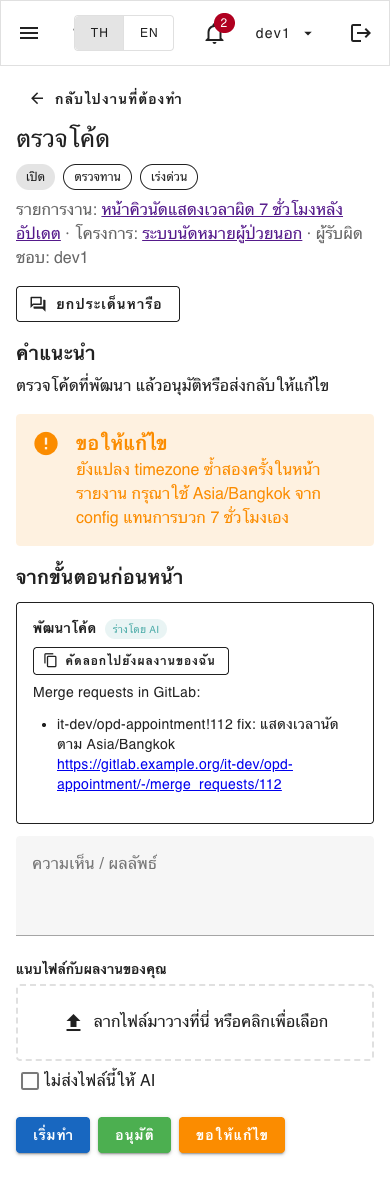 TH EN 2 dev1
กลับไปงานที่ต้องทำ
ตรวจโค้ด
เปิด ตรวจทาน เร่งด่วน
รายการงาน: หน้าคิวนัดแสดงเวลาผิด 7 ชั่วโมงหลัง
อัปเดต · โครงการ: ระบบนัดหมายผู้ป่วยนอก · ผู้รับผิด
ชอบ: dev1
ยกประเด็นหารือ
คำแนะนำ
ตรวจโค้ดที่พัฒนา แล้วอนุมัติหรือส่งกลับให้แก้ไข
ขอให้แก้ไข
ยังแปลง timezone ซ้ำสองครั้งในหน้า
รายงาน กรุณาใช้ Asia/Bangkok จาก
config แทนการบวก 7 ชั่วโมงเอง
จากขั้นตอนก่อนหน้า
พัฒนาโค้ด ร่างโดย AI
คัดลอกไปยังผลงานของฉัน
Merge requests in GitLab:
• it-dev/opd-appointment!112 fix: แสดงเวลานัด
ตาม Asia/Bangkok
https://gitlab.example.org/it-dev/opd-
appointment/-/merge_requests/112
ความเห็น / ผลลัพธ์
แนบไฟล์กับผลงานของคุณ
ลากไฟล์มาวางที่นี่ หรือคลิกเพื่อเลือก
ไม่ส่งไฟล์นี้ให้ AI
เริ่มทำ อนุมัติ ขอให้แก้ไข